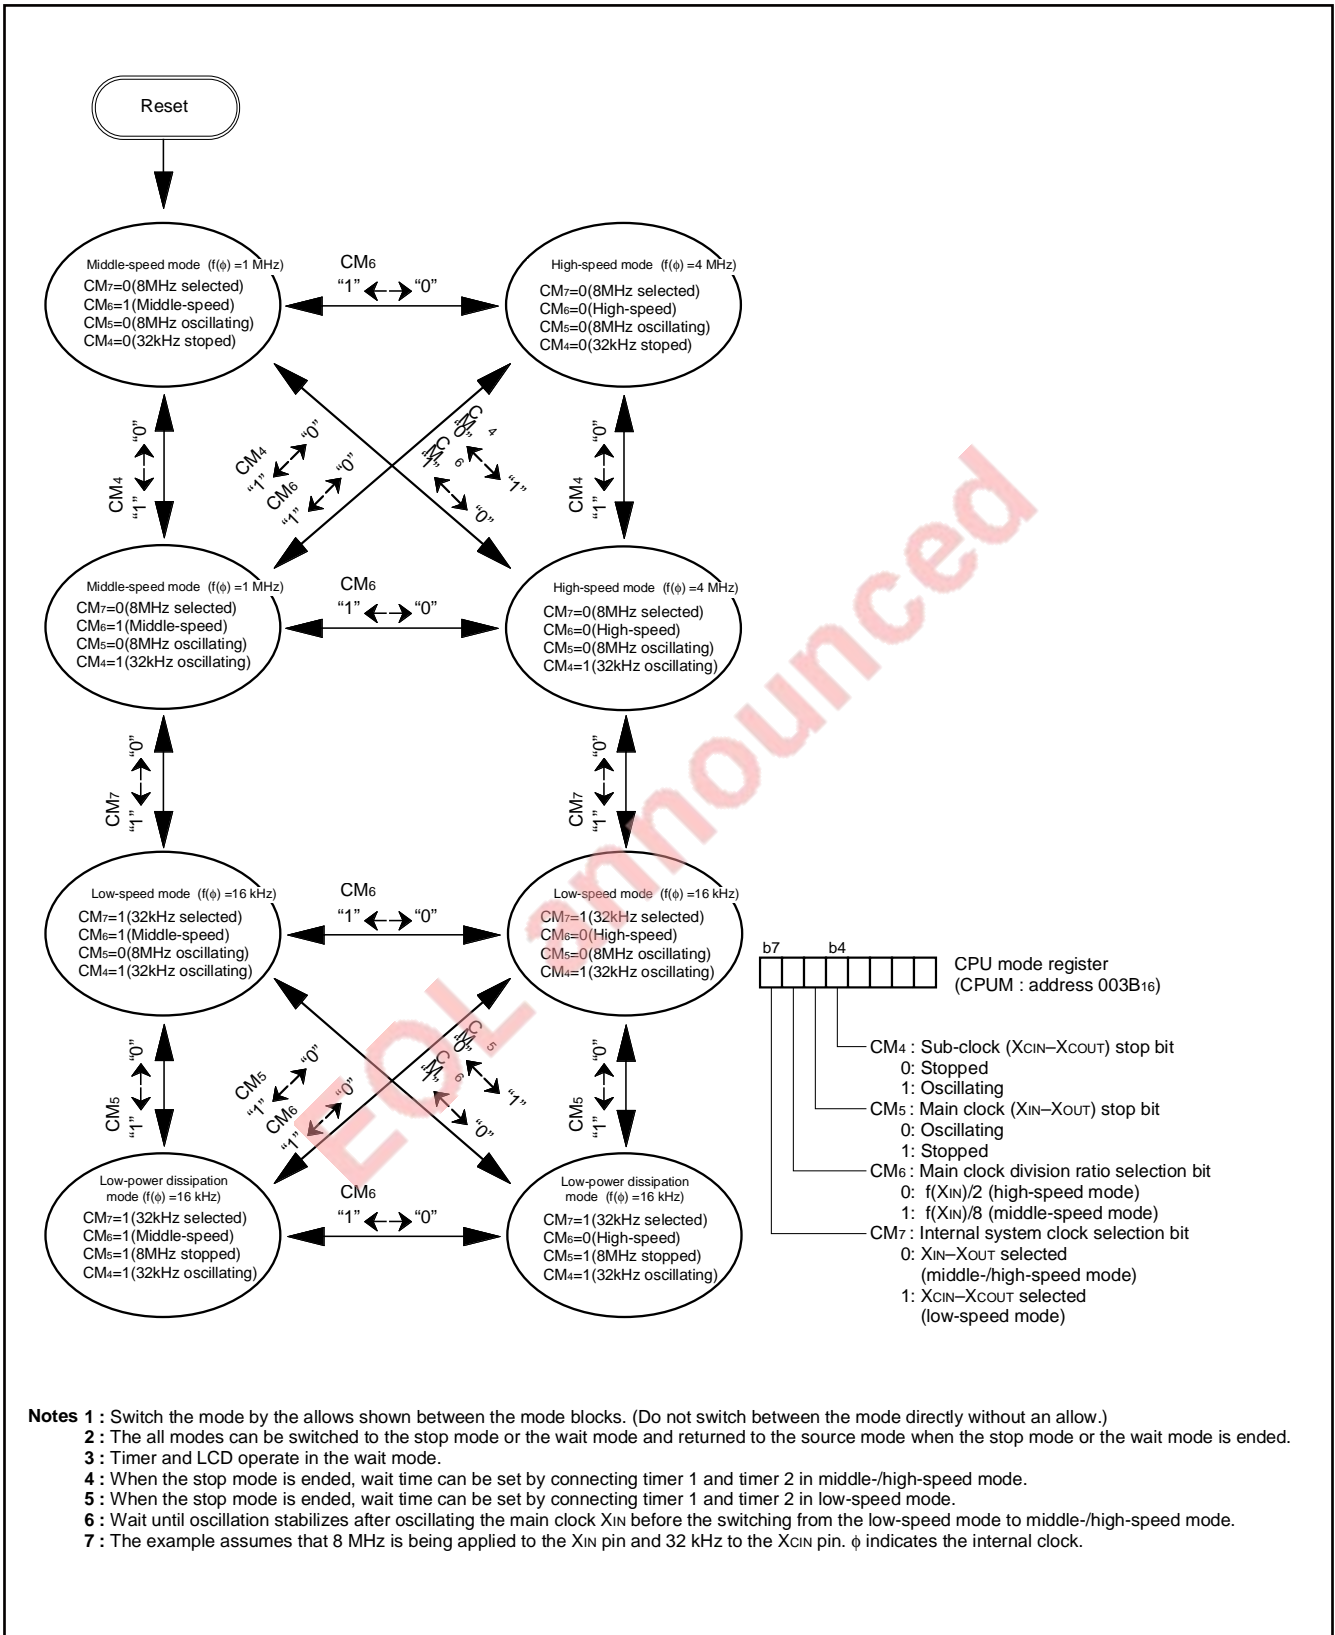 Reset
Middle-speed mode (f(ϕ) =1 MHz)
CM7=0(8MHz selected)
CM6=1(Middle-speed)
CM5=0(8MHz oscillating)
CM4=0(32kHz stoped)
CM6
“1” “0”
High-speed mode (f(ϕ) =4 MHz)
CM7=0(8MHz selected)
CM6=0(High-speed)
CM5=0(8MHz oscillating)
CM4=0(32kHz stoped)
CM4
“1” “0”
CM4
“1” “0”
CM6
“1” “0”
CM4
“0” “1”
CM6
“1” “0”
CM4
“1” “0”
Middle-speed mode (f(ϕ) =1 MHz)
CM7=0(8MHz selected)
CM6=1(Middle-speed)
CM5=0(8MHz oscillating)
CM4=1(32kHz oscillating)
CM6
“1” “0”
High-speed mode (f(ϕ) =4 MHz)
CM7=0(8MHz selected)
CM6=0(High-speed)
CM5=0(8MHz oscillating)
CM4=1(32kHz oscillating)
CM7
“1” “0”
CM7
“1” “0”
Low-speed mode (f(ϕ) =16 kHz)
CM7=1(32kHz selected)
CM6=1(Middle-speed)
CM5=0(8MHz oscillating)
CM4=1(32kHz oscillating)
CM6
“1” “0”
Low-speed mode (f(ϕ) =16 kHz)
CM7=1(32kHz selected)
CM6=0(High-speed)
CM5=0(8MHz oscillating)
CM4=1(32kHz oscillating)
CM5
“1” “0”
CM5
“1” “0”
CM6
“1” “0”
CM5
“0” “1”
CM6
“1” “0”
CM5
“1” “0”
Low-power dissipation
mode (f(ϕ) =16 kHz)
CM7=1(32kHz selected)
CM6=1(Middle-speed)
CM5=1(8MHz stopped)
CM4=1(32kHz oscillating)
CM6
“1” “0”
Low-power dissipation
mode (f(ϕ) =16 kHz)
CM7=1(32kHz selected)
CM6=0(High-speed)
CM5=1(8MHz stopped)
CM4=1(32kHz oscillating)
b7 b4
CPU mode register
(CPUM : address 003B16)
CM4 : Sub-clock (XCIN–XCOUT) stop bit
0: Stopped
1: Oscillating
CM5 : Main clock (XIN–XOUT) stop bit
0: Oscillating
1: Stopped
CM6 : Main clock division ratio selection bit
0: f(XIN)/2 (high-speed mode)
1: f(XIN)/8 (middle-speed mode)
CM7 : Internal system clock selection bit
0: XIN–XOUT selected
(middle-/high-speed mode)
1: XCIN–XCOUT selected
(low-speed mode)
EOL announced
Notes 1 : Switch the mode by the allows shown between the mode blocks. (Do not switch between the mode directly without an allow.)
2 : The all modes can be switched to the stop mode or the wait mode and returned to the source mode when the stop mode or the wait mode is ended.
3 : Timer and LCD operate in the wait mode.
4 : When the stop mode is ended, wait time can be set by connecting timer 1 and timer 2 in middle-/high-speed mode.
5 : When the stop mode is ended, wait time can be set by connecting timer 1 and timer 2 in low-speed mode.
6 : Wait until oscillation stabilizes after oscillating the main clock XIN before the switching from the low-speed mode to middle-/high-speed mode.
7 : The example assumes that 8 MHz is being applied to the XIN pin and 32 kHz to the XCIN pin. ϕ indicates the internal clock.